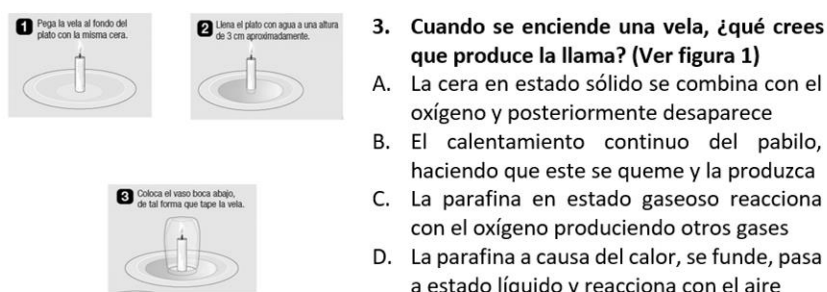 1 Pega la vela al fondo del
plato con la misma cera.
2 Llena el plato con agua a una altura
de 3 cm aproximadamente.
3 Coloca el vaso boca abajo,
de tal forma que tape la vela.
3. Cuando se enciende una vela, ¿qué crees
que produce la llama? (Ver figura 1)
A. La cera en estado sólido se combina con el
oxígeno y posteriormente desaparece
B. El calentamiento continuo del pabilo,
haciendo que este se queme y la produzca
C. La parafina en estado gaseoso reacciona
con el oxígeno produciendo otros gases
D. La parafina a causa del calor, se funde, pasa
a estado líquido y reacciona con el aire